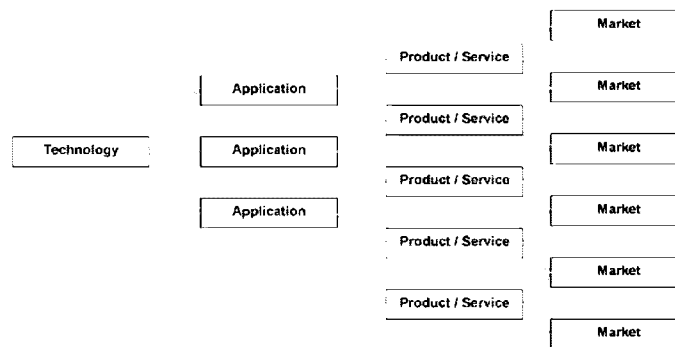 Market
Product / Service
Application
Market
Product / Service
Technology
Application
Market
Product / Service
Application
Market
Product / Service
Market
Product / Service
Market